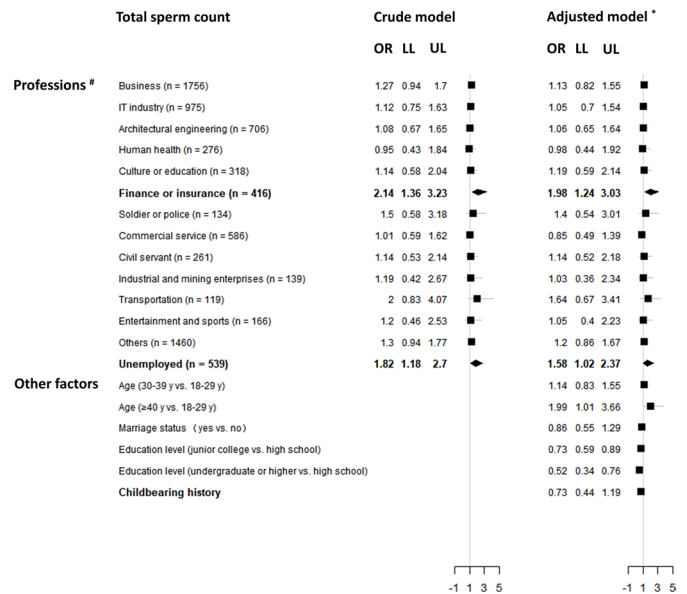 Total sperm count Crude model Adjusted model *
OR LL UL OR LL UL
Professions #
Business (n = 1756) 1.27 0.94 1.7 1.13 0.82 1.55
IT industry (n = 975) 1.12 0.75 1.63 1.05 0.7 1.54
Architectural engineering (n = 706) 1.08 0.67 1.65 1.06 0.65 1.64
Human health (n = 276) 0.95 0.43 1.84 0.98 0.44 1.92
Culture or education (n = 318) 1.14 0.58 2.04 1.19 0.59 2.14
Finance or insurance (n = 416) 2.14 1.36 3.23 1.98 1.24 3.03
Soldier or police (n = 134) 1.5 0.58 3.18 1.4 0.54 3.01
Commercial service (n = 586) 1.01 0.59 1.62 0.85 0.49 1.39
Civil servant (n = 261) 1.14 0.53 2.14 1.14 0.52 2.18
Industrial and mining enterprises (n = 139) 1.19 0.42 2.67 1.03 0.36 2.34
Transportation (n = 119) 2 0.83 4.07 1.64 0.67 3.41
Entertainment and sports (n = 166) 1.2 0.46 2.53 1.05 0.4 2.23
Others (n = 1460) 1.3 0.94 1.77 1.2 0.86 1.67
Unemployed (n = 539) 1.82 1.18 2.7 1.58 1.02 2.37
Other factors
Age (30-39 y vs. 18-29 y) 1.14 0.83 1.55
Age (≥40 y vs. 18-29 y) 1.99 1.01 3.66
Marriage status （yes vs. no） 0.86 0.55 1.29
Education level (junior college vs. high school) 0.73 0.59 0.89
Education level (undergraduate or higher vs. high school) 0.52 0.34 0.76
Childbearing history 0.73 0.44 1.19
-1 1 3 5 -1 1 3 5